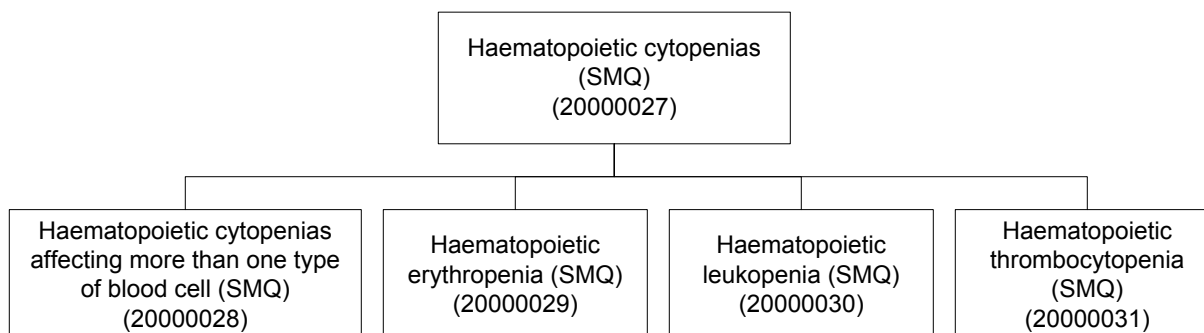 Haematopoietic cytopenias
(SMQ)
(20000027)
Haematopoietic cytopenias
affecting more than one type
of blood cell (SMQ)
(20000028)
Haematopoietic
erythropenia (SMQ)
(20000029)
Haematopoietic
leukopenia (SMQ)
(20000030)
Haematopoietic
thrombocytopenia
(SMQ)
(20000031)